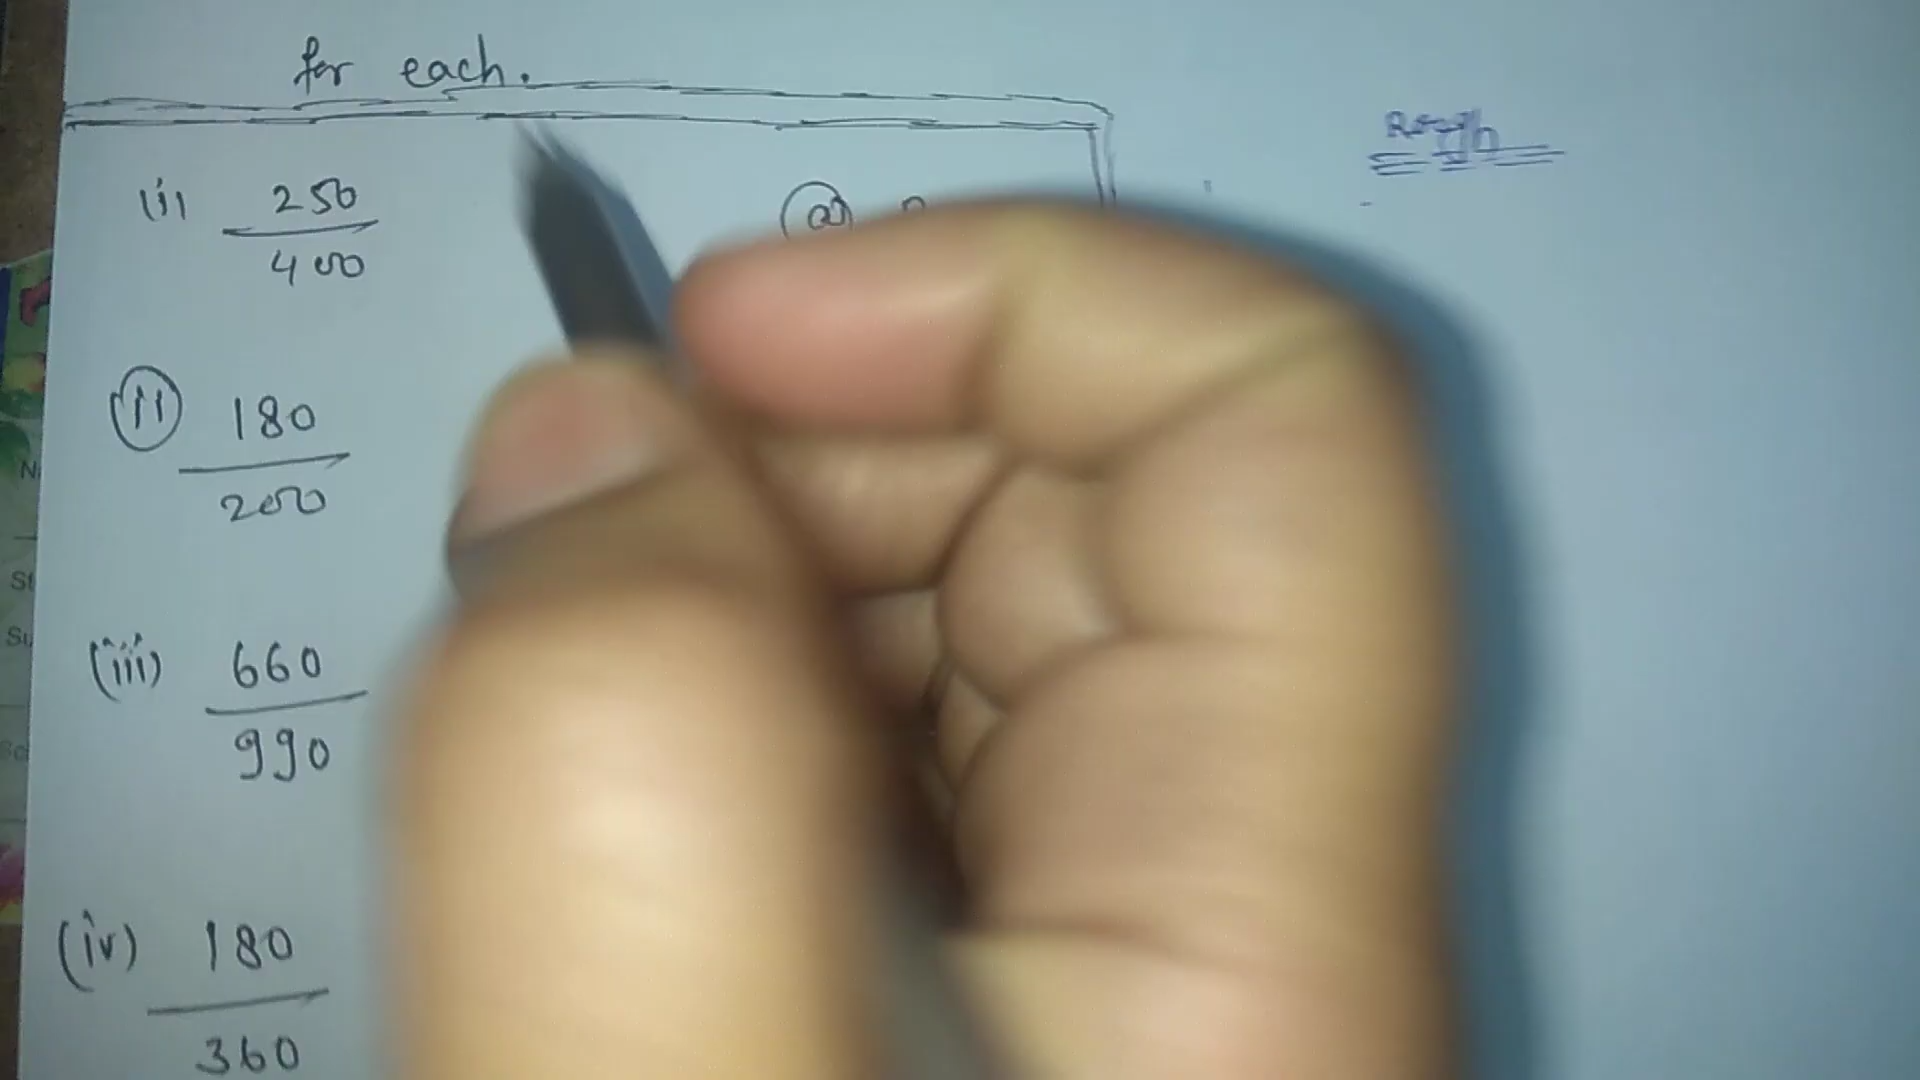 for each.
Rough
(i) 250
400
(a)
(ii) 180
200
(iii) 660
990
(iv) 180
360